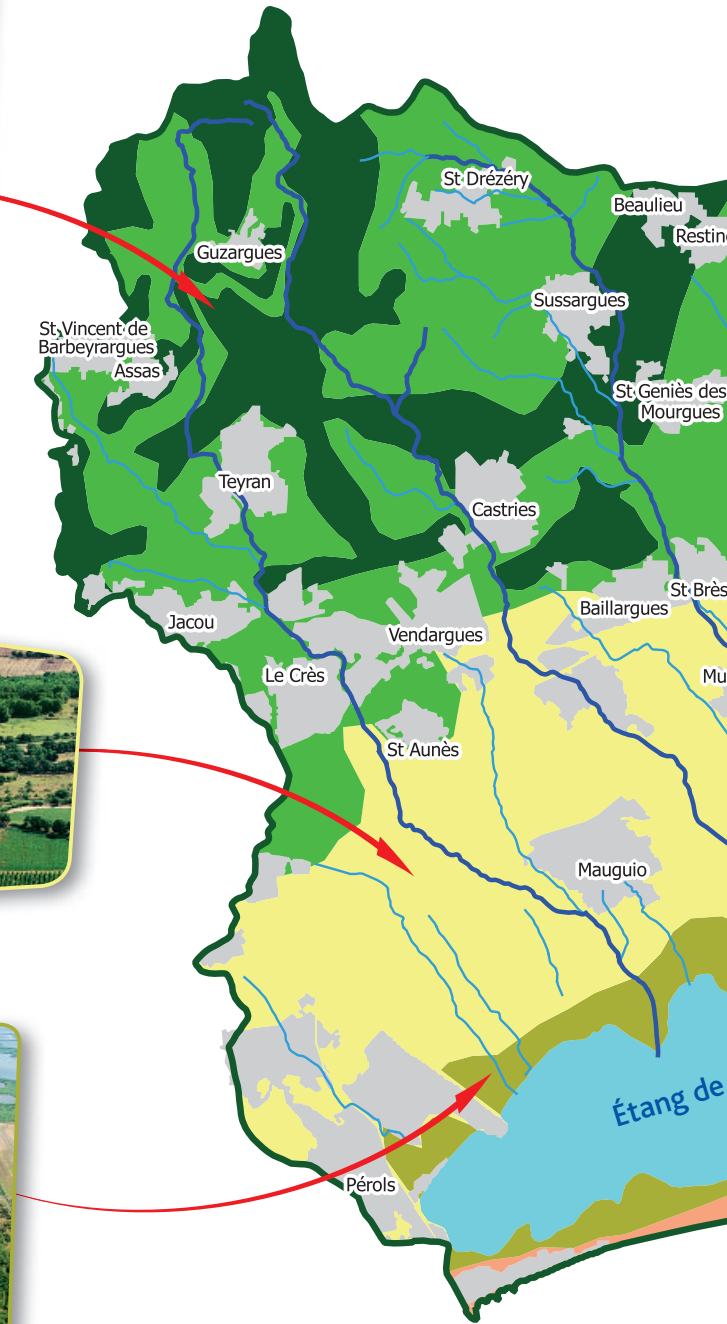 St Drézéry
Beaulieu
Restin
Guzargues
Sussargues
St Vincent de
Barbeyrargues
Assas
St Geniès des
Mourgues
Teyran
Castries
St Brès
Baillargues
Jacou
Vendargues
Le Crès
Mu
St Aunès
Mauguio
Étang de
Pérols